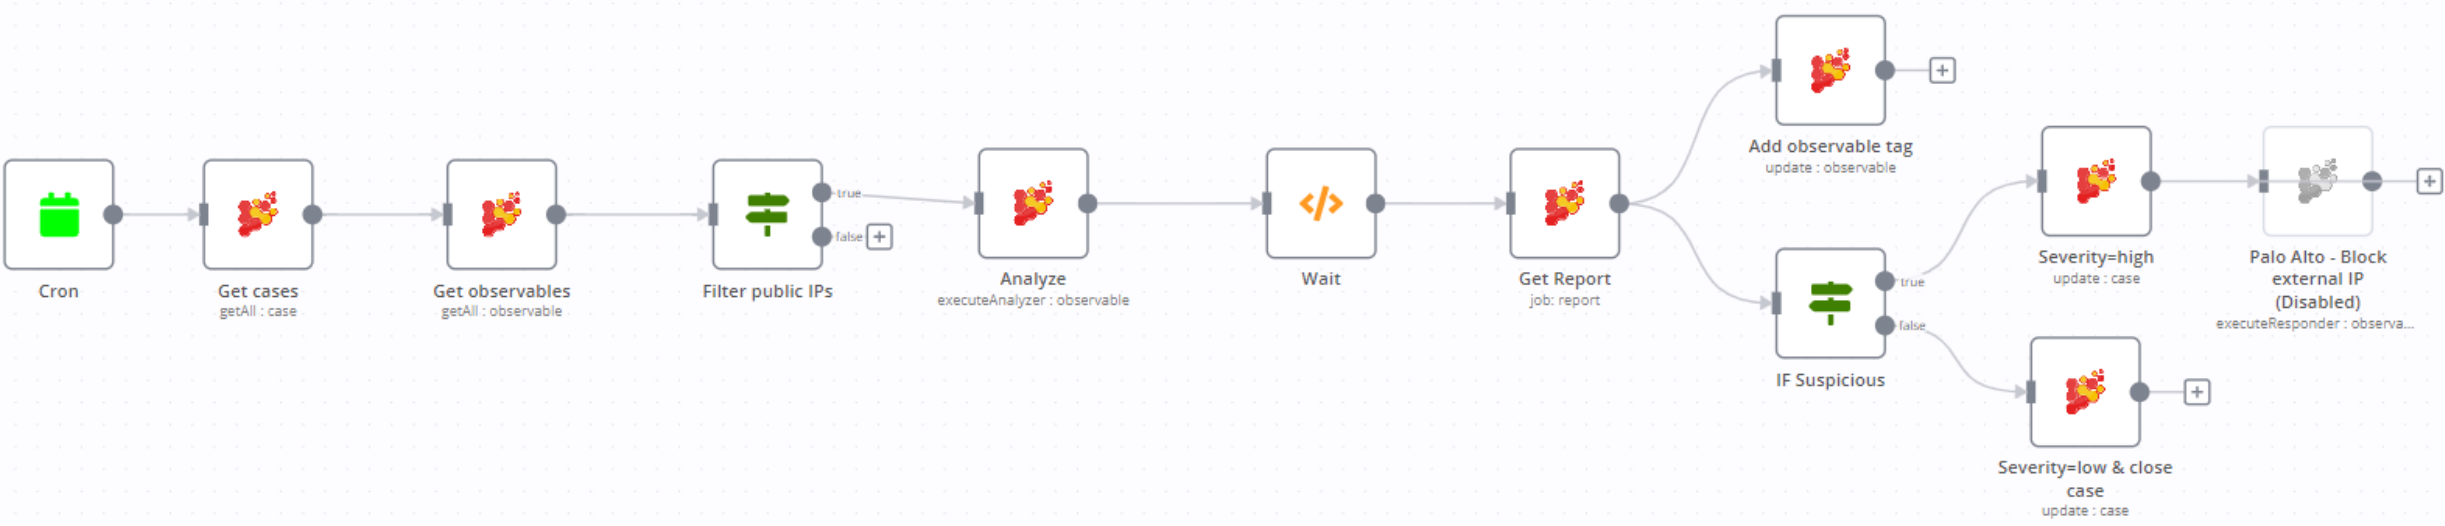 Cron
Get cases
getAll : case
Get observables
getAll : observable
Filter public IPs
true
false
Analyze
executeAnalyzer : observable
Wait
Get Report
job: report
Add observable tag
update : observable
IF Suspicious
true
false
Severity=high
update : case
Palo Alto - Block
external IP
(Disabled)
executeResponder : observa...
Severity=low & close
case
update : case